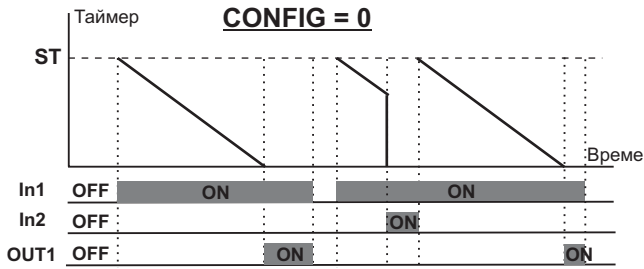 Таймер
CONFIG = 0
ST
Време
In1 OFF ON ON
In2 OFF ON
OUT1 OFF ON ON